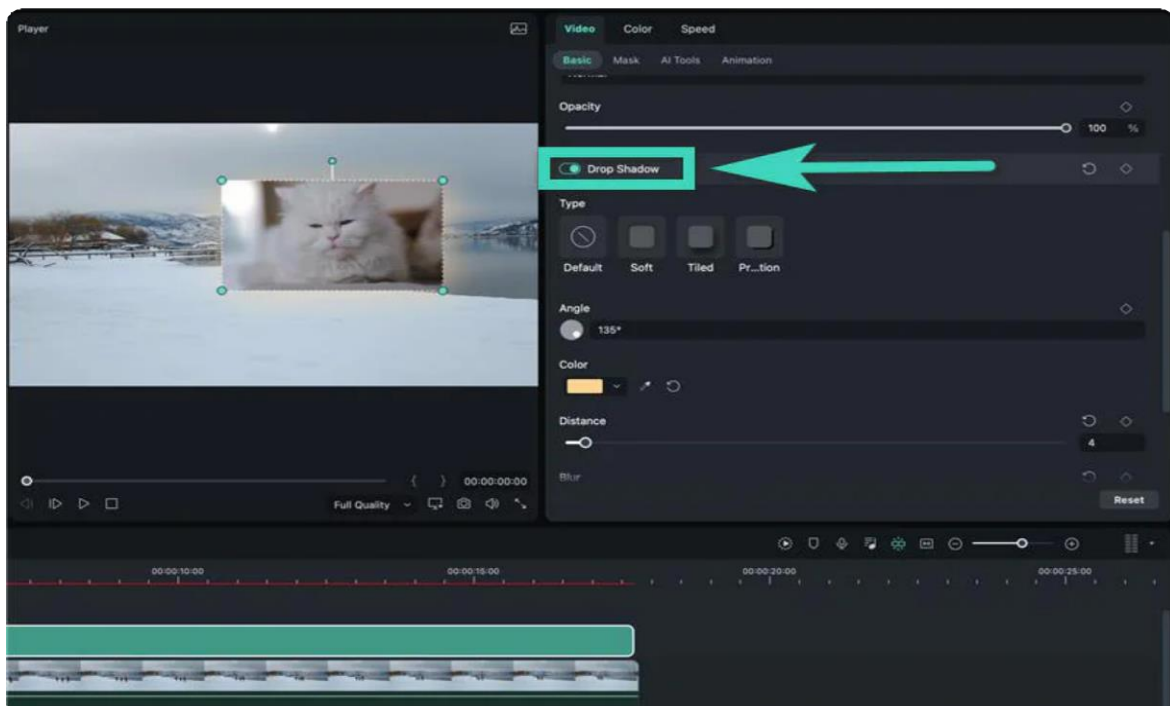 Player
Video Color Speed
Basic Mask AI Tools Animation
Opacity
100 %
Drop Shadow
Type
Default Soft Tiled Pr...tion
Angle
135°
Color
Distance
4
Blur
00:00:00:00
Full Quality
Reset
00:00:10:00 00:00:15:00 00:00:20:00 00:00:25:00